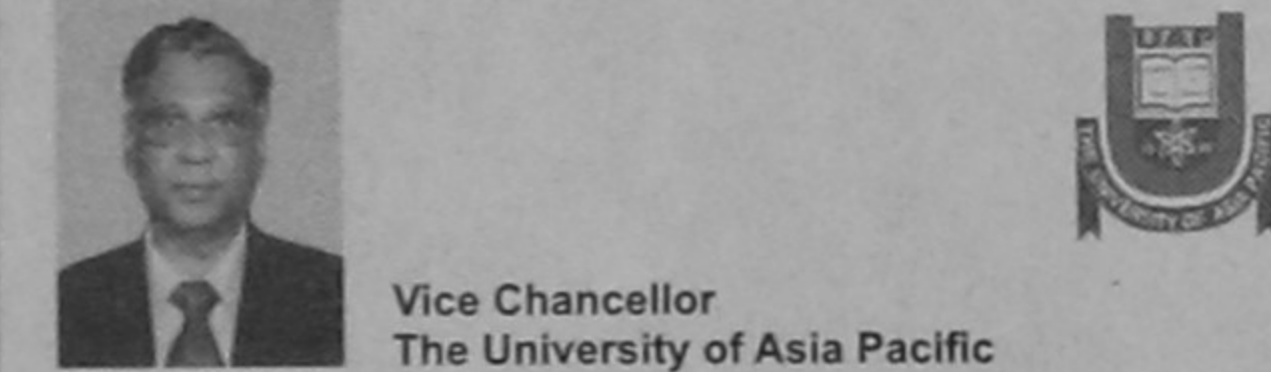 UAP
THE UNIVERSITY OF ASIA PACIFIC
Vice Chancellor
The University of Asia Pacific